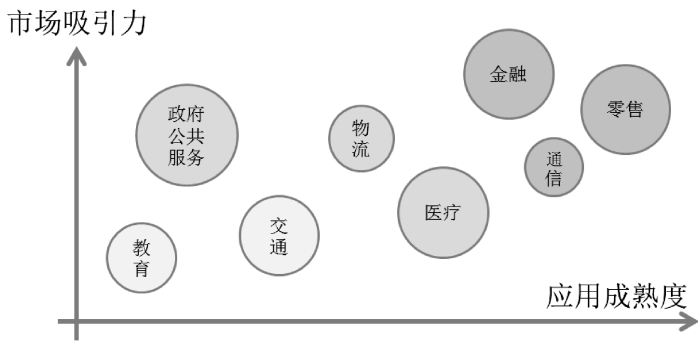 市场吸引力
金融
零售
政府
公共
服务
物
流
通
信
医疗
交
通
教
育
应用成熟度